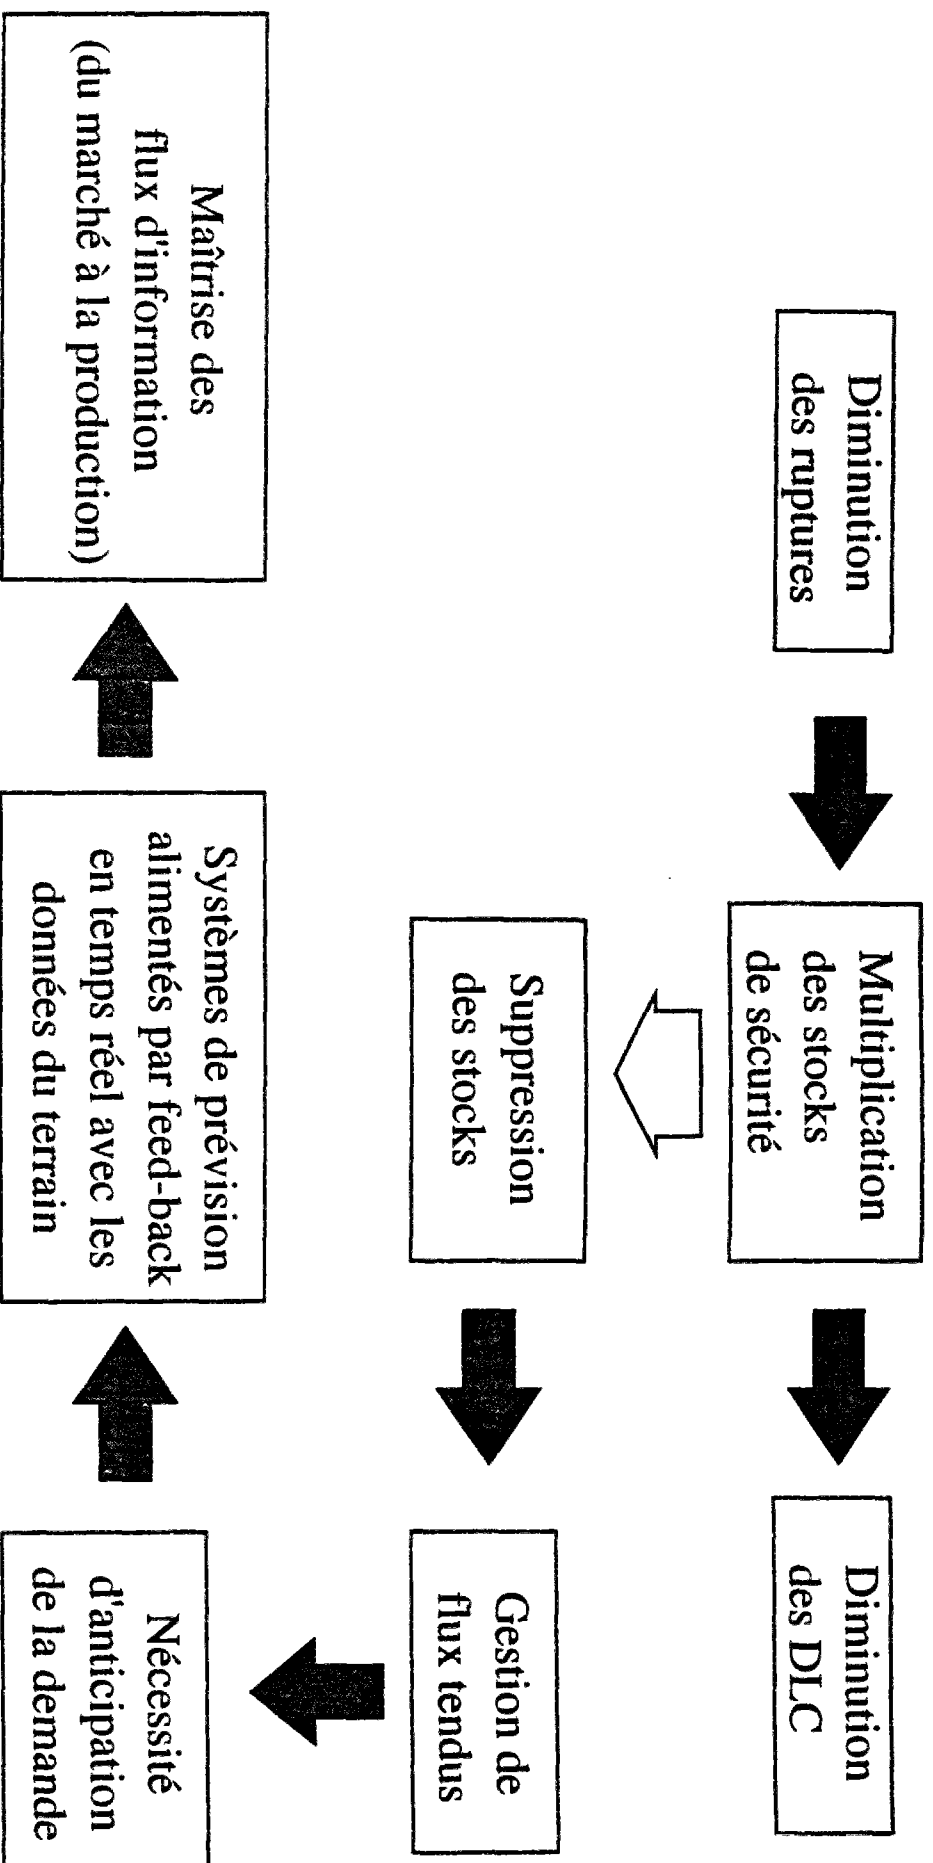 Diminution
des ruptures
Multiplication
des stocks
de sécurité
Diminution
des DLC
Suppression
des stocks
Gestion de
flux tendus
Maîtrise des
flux d'information
(du marché à la production)
Systèmes de prévision
alimentés par feed-back
en temps réel avec les
données du terrain
Nécessité
d'anticipation
de la demande